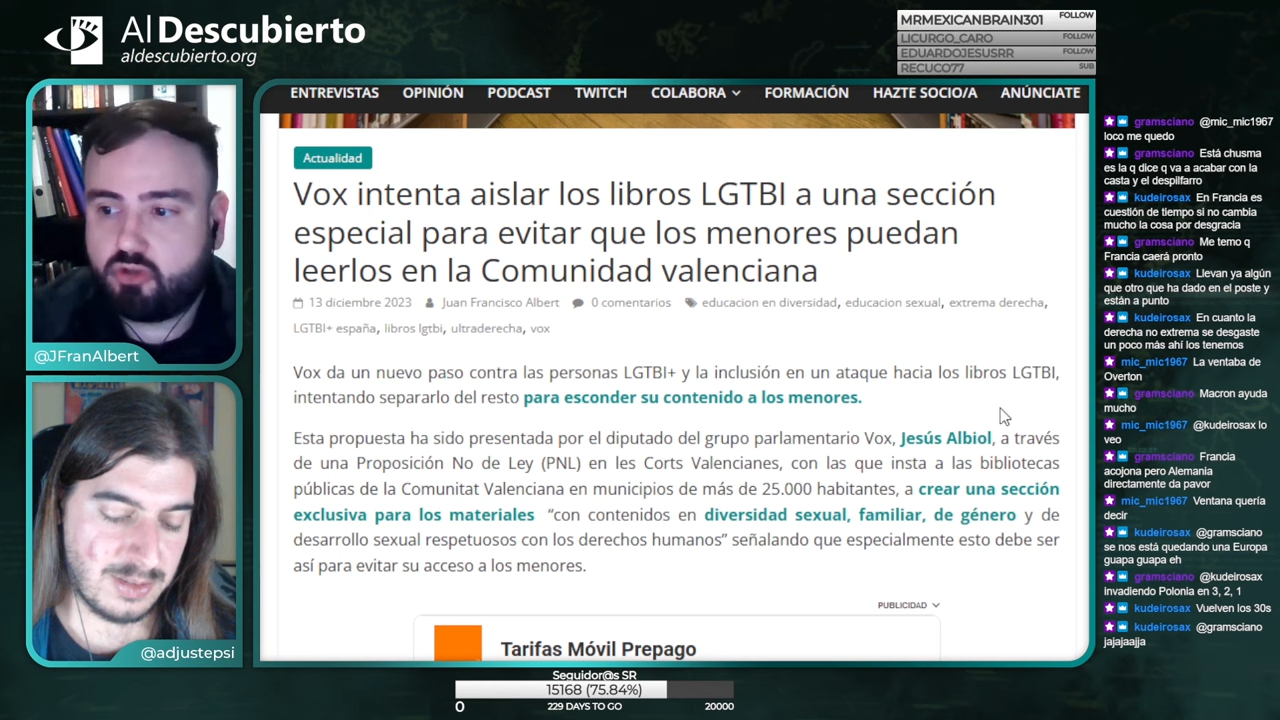 Al Descubierto
aldescubierto.org
MRMEXICANBRAIN301 FOLLOW
LICURGO_CARO FOLLOW
EDUARDOJESUSRR FOLLOW
RECUCO77 SUB
@JFranAlbert
@adjustepsi
ENTREVISTAS OPINIÓN PODCAST TWITCH COLABORA FORMACIÓN HAZTE SOCIO/A ANÚNCIATE
Actualidad
Vox intenta aislar los libros LGTBI a una sección
especial para evitar que los menores puedan
leerlos en la Comunidad valenciana
13 diciembre 2023 Juan Francisco Albert 0 comentarios educacion en diversidad, educacion sexual, extrema derecha,
LGTBI+ españa, libros lgtbi, ultraderecha, vox
Vox da un nuevo paso contra las personas LGTBI+ y la inclusión en un ataque hacia los libros LGTBI,
intentando separarlo del resto para esconder su contenido a los menores.
Esta propuesta ha sido presentada por el diputado del grupo parlamentario Vox, Jesús Albiol, a través
de una Proposición No de Ley (PNL) en les Corts Valencianes, con las que insta a las bibliotecas
públicas de la Comunitat Valenciana en municipios de más de 25.000 habitantes, a crear una sección
exclusiva para los materiales “con contenidos en diversidad sexual, familiar, de género y de
desarrollo sexual respetuosos con los derechos humanos” señalando que especialmente esto debe ser
así para evitar su acceso a los menores.
PUBLICIDAD
Tarifas Móvil Prepago
gramsciano @mic_mic1967
loco me quedo
gramsciano Está chusma
es la q dice q va a acabar con la
casta y el despilfarro
kudeirosax En Francia es
cuestión de tiempo si no cambia
mucho la cosa por desgracia
gramsciano Me temo q
Francia caerá pronto
kudeirosax Llevan ya algún
que otro que ha dado en el poste y
están a punto
kudeirosax En cuanto la
derecha no extrema se desgaste
un poco más ahí los tenemos
mic_mic1967 La ventaba de
Overton
gramsciano Macron ayuda
mucho
mic_mic1967 @kudeirosax lo
veo
gramsciano Francia
acojona pero Alemania
directamente da pavor
mic_mic1967 Ventana quería
decir
kudeirosax @gramsciano
se nos está quedando una Europa
guapa guapa eh
gramsciano @kudeirosax
invadiendo Polonia en 3, 2, 1
kudeirosax Vuelven los 30s
kudeirosax @gramsciano
jajajaajja
Seguidor@s SR
15168 (75.84%)
0 229 DAYS TO GO 20000